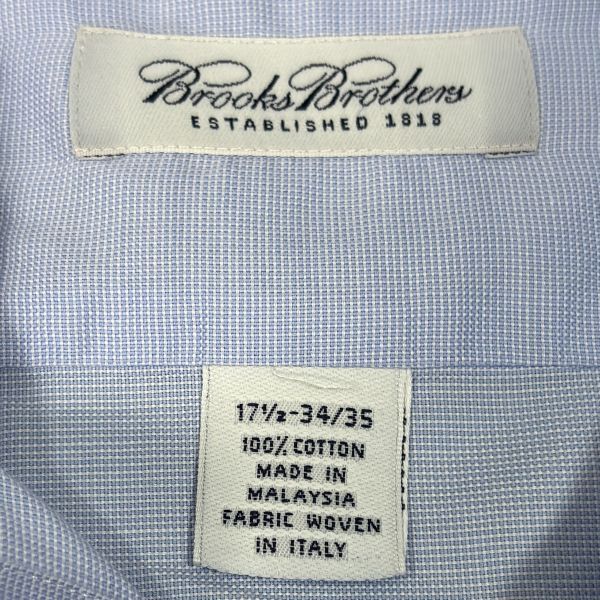 Brooks Brothers
ESTABLISHED 1818
17½-34/35
100% COTTON
MADE IN
MALAYSIA
FABRIC WOVEN
IN ITALY